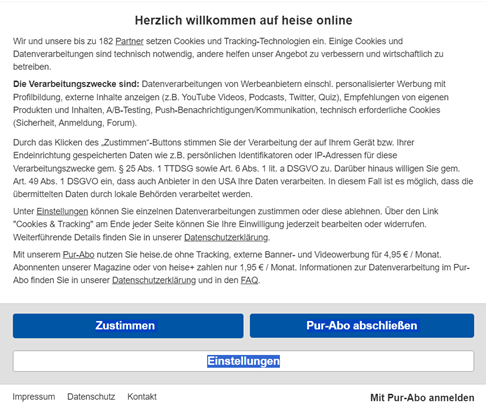 Herzlich willkommen auf heise online
Wir und unsere bis zu 182 Partner setzen Cookies und Tracking-Technologien ein. Einige Cookies und
Datenverarbeitungen sind technisch notwendig, andere helfen unser Angebot zu verbessern und wirtschaftlich zu
betreiben.
Die Verarbeitungszwecke sind: Datenverarbeitungen von Werbeanbietern einschl. personalisierter Werbung mit
Profilbildung, externe Inhalte anzeigen (z.B. YouTube Videos, Podcasts, Twitter, Quiz), Empfehlungen von eigenen
Produkten und Inhalten, A/B-Testing, Push-Benachrichtigungen/Kommunikation, technisch erforderliche Cookies
(Sicherheit, Anmeldung, Forum).
Durch das Klicken des „Zustimmen“-Buttons stimmen Sie der Verarbeitung der auf Ihrem Gerät bzw. Ihrer
Endeinrichtung gespeicherten Daten wie z.B. persönlichen Identifikatoren oder IP-Adressen für diese
Verarbeitungszwecke gem. § 25 Abs. 1 TTDSG sowie Art. 6 Abs. 1 lit. a DSGVO zu. Darüber hinaus willigen Sie gem.
Art. 49 Abs. 1 DSGVO ein, dass auch Anbieter in den USA Ihre Daten verarbeiten. In diesem Fall ist es möglich, dass die
übermittelten Daten durch lokale Behörden verarbeitet werden.
Unter Einstellungen können Sie einzelnen Datenverarbeitungen zustimmen oder diese ablehnen. Über den Link
"Cookies & Tracking" am Ende jeder Seite können Sie Ihre Einwilligung jederzeit bearbeiten oder widerrufen.
Weiterführende Details finden Sie in unserer Datenschutzerklärung.
Mit unserem Pur-Abo nutzen Sie heise.de ohne Tracking, externe Banner- und Videowerbung für 4,95 € / Monat.
Abonnenten unserer Magazine oder von heise+ zahlen nur 1,95 € / Monat. Informationen zur Datenverarbeitung im Pur-
Abo finden Sie in unserer Datenschutzerklärung und in den FAQ.
Zustimmen
Pur-Abo abschließen
Einstellungen
Impressum Datenschutz Kontakt
Mit Pur-Abo anmelden